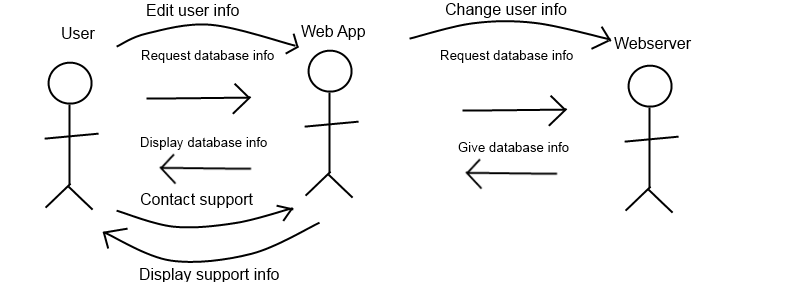 Edit user info
Change user info
User
Web App
Webserver
Request database info
Request database info
Display database info
Give database info
Contact support
Display support info